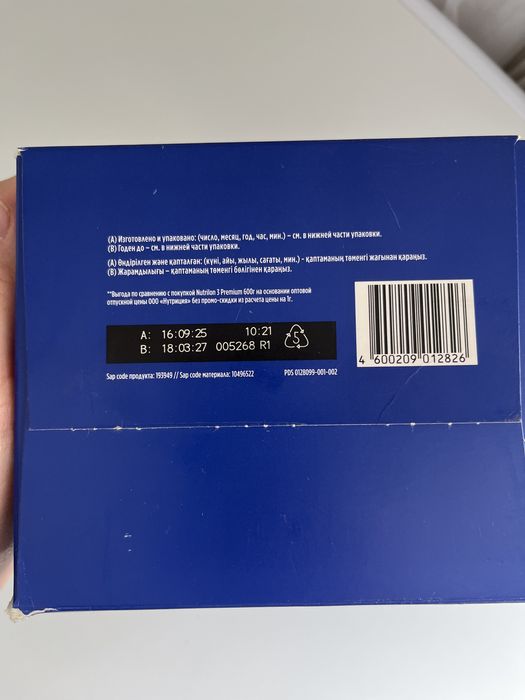 (A) Изготовлено и упаковано: (число, месяц, год, час, мин.) – см. в нижней части упаковки.
(B) Годен до – см. в нижней части упаковки.
(A) Өндірілген және қапталған: (күні, айы, жылы, сағаты, мин.) - қаптаманың төменгі жағынан қараңыз.
(B) Жарамдылығы – қаптаманың төменгі бөлігінен қараңыз.
**Выгода по сравнению с покупкой Nutrilon 3 Premium 600г на основании оптовой
отпускной цены ООО «Нутриция» без промо-скидки из расчета цены на 1г.
A: 16:09:25 10:21
B: 18:03:27 005268 R1
5
4 600209 012826
Sap code продукта: 193949 // Sap code материала: 10496522 PDS 0128099-001-002